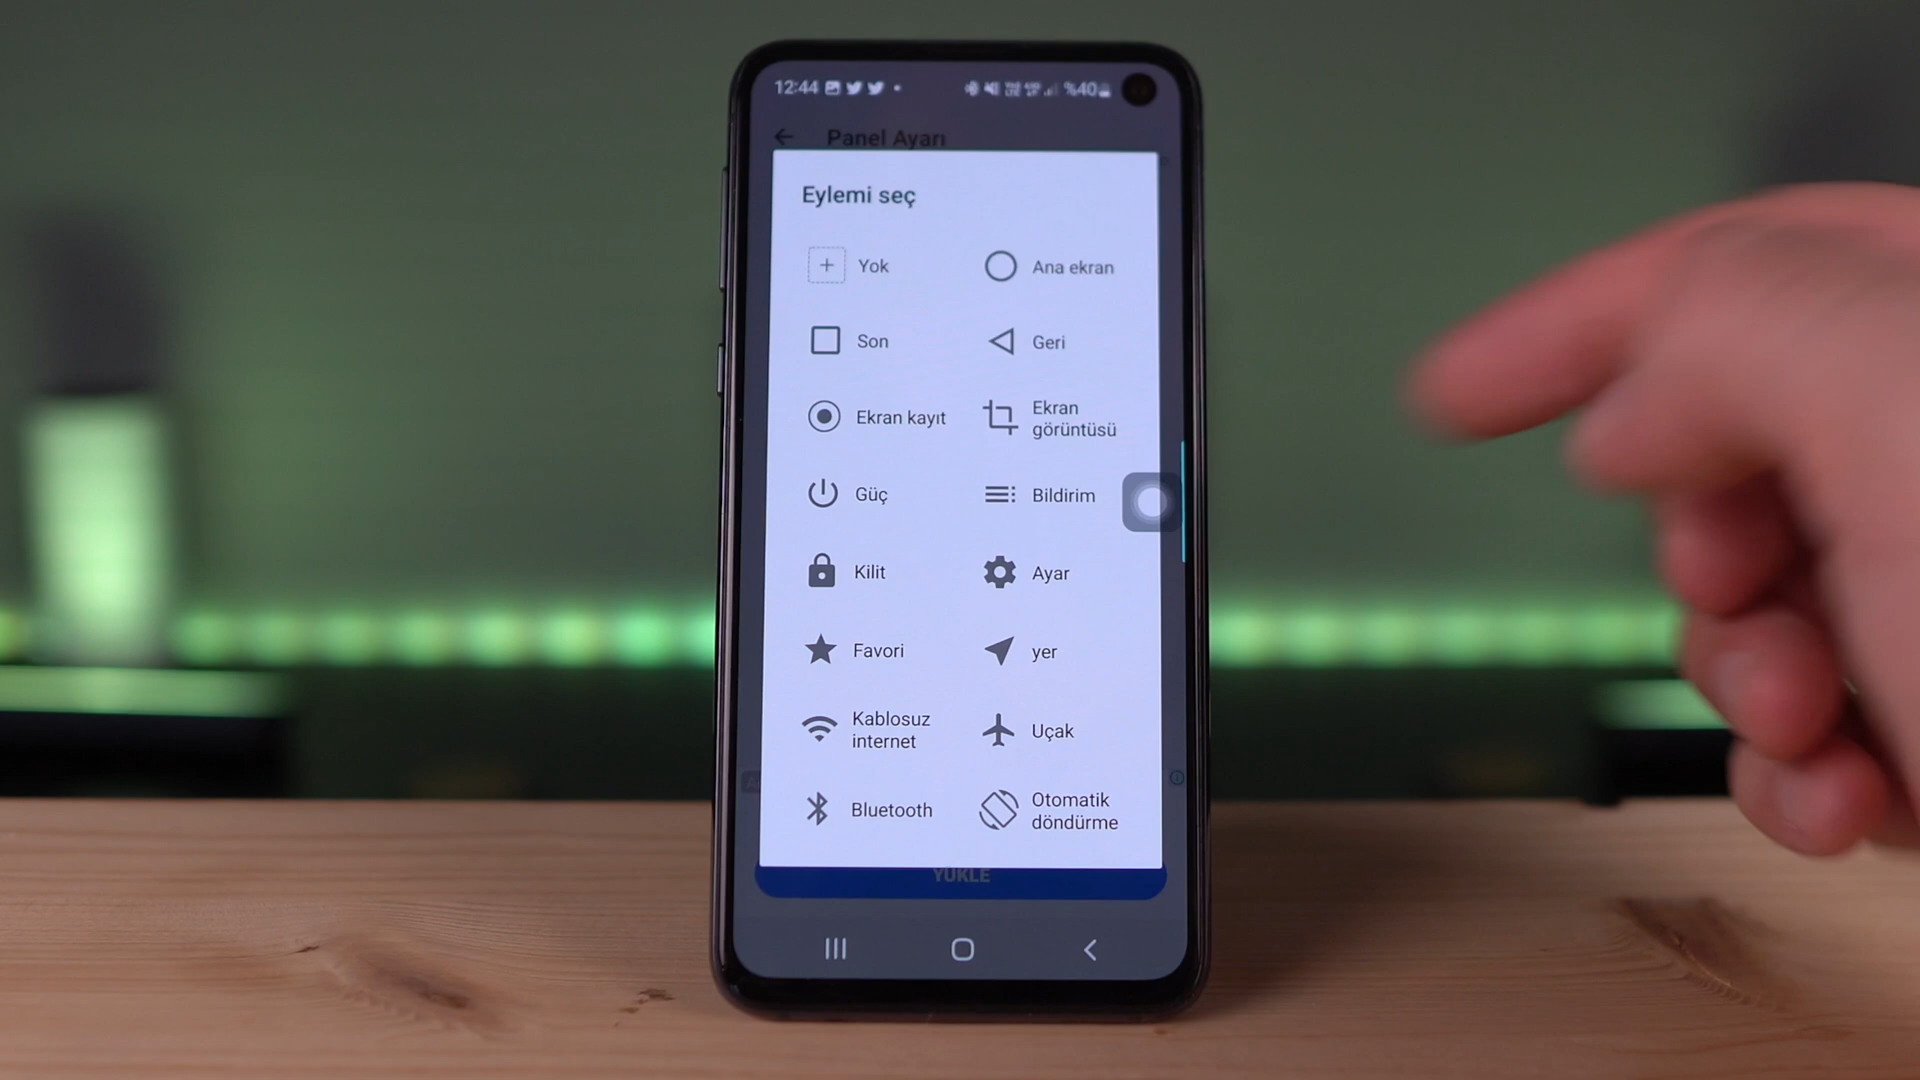 12:44
%40
Panel Ayarı
Eylemi seç
Yok
Ana ekran
Son
Geri
Ekran kayıt
Ekran
görüntüsü
Güç
Bildirim
Kilit
Ayar
Favori
yer
Kablosuz
internet
Uçak
Bluetooth
Otomatik
döndürme
YÜKLE